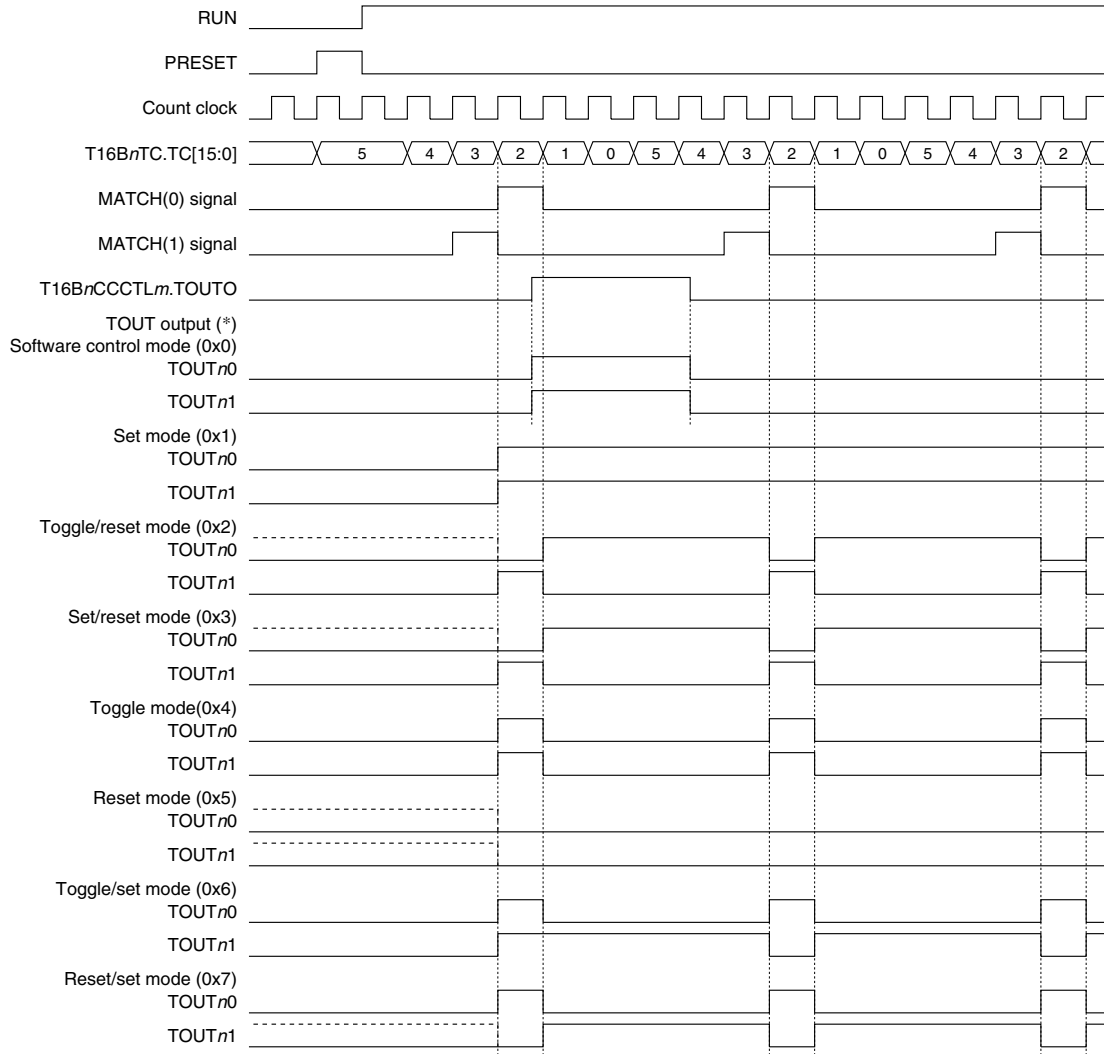 RUN
PRESET
Count clock
T16BnTC.TC[15:0] 5 4 3 2 1 0 5 4 3 2 1 0 5 4 3 2
MATCH(0) signal
MATCH(1) signal
T16BnCCCTLm.TOUTO
TOUT output (*)
Software control mode (0x0)
TOUTn0
TOUTn1
Set mode (0x1)
TOUTn0
TOUTn1
Toggle/reset mode (0x2)
TOUTn0
TOUTn1
Set/reset mode (0x3)
TOUTn0
TOUTn1
Toggle mode(0x4)
TOUTn0
TOUTn1
Reset mode (0x5)
TOUTn0
TOUTn1
Toggle/set mode (0x6)
TOUTn0
TOUTn1
Reset/set mode (0x7)
TOUTn0
TOUTn1